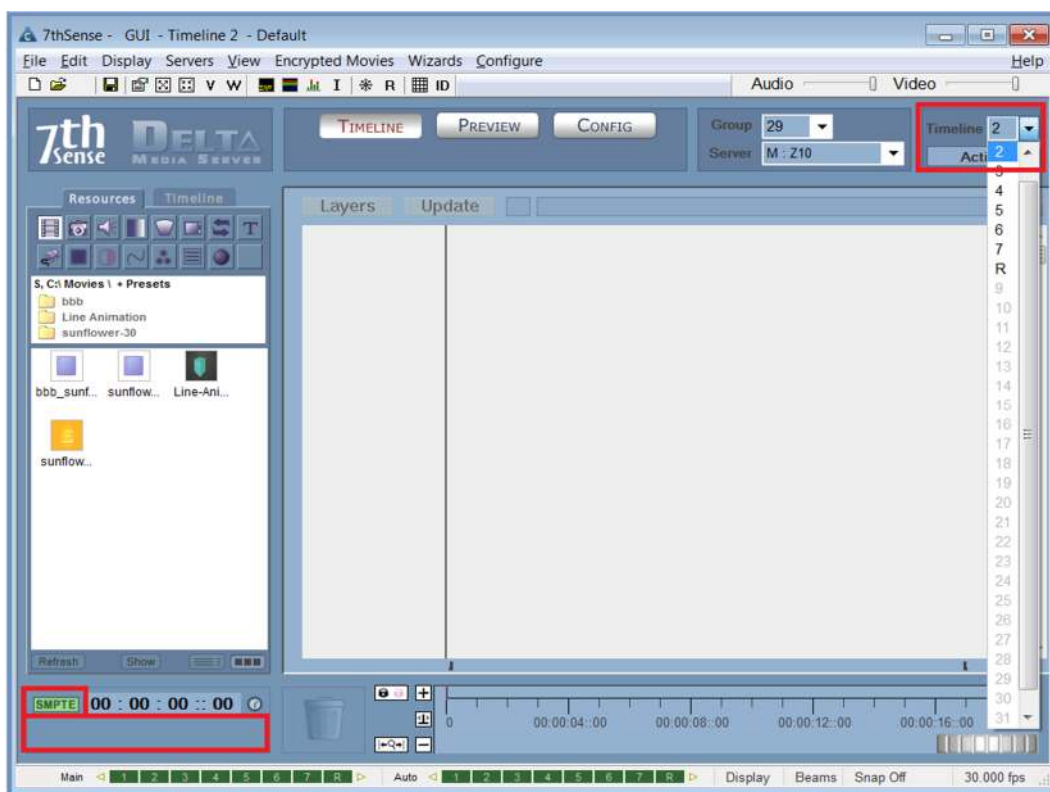 7thSense - GUI - Timeline 2 - Default
File Edit Display Servers View Encrypted Movies Wizards Configure Help
V W I R ID Audio Video
7th Sense DELTA MEDIA SERVER
TIMELINE PREVIEW CONFIG
Group 29
Server M : Z10
Timeline 2
Acti
2
3
4
5
6
7
R
9
10
11
12
13
14
15
16
17
18
19
20
21
22
23
24
25
26
27
28
29
30
31
Resources Timeline
Layers Update
T
S, C:\ Movies \ + Presets
bbb
Line Animation
sunflower-30
bbb_sunf... sunflow... Line-Ani...
sunflow...
Refresh Show
SMPTE 00 : 00 : 00 :: 00
0 00:00:04::00 00:00:08::00 00:00:12::00 00:00:16::00
Main 1 2 3 4 5 6 7 R Auto 1 2 3 4 5 6 7 R Display Beams Snap Off 30.000 fps